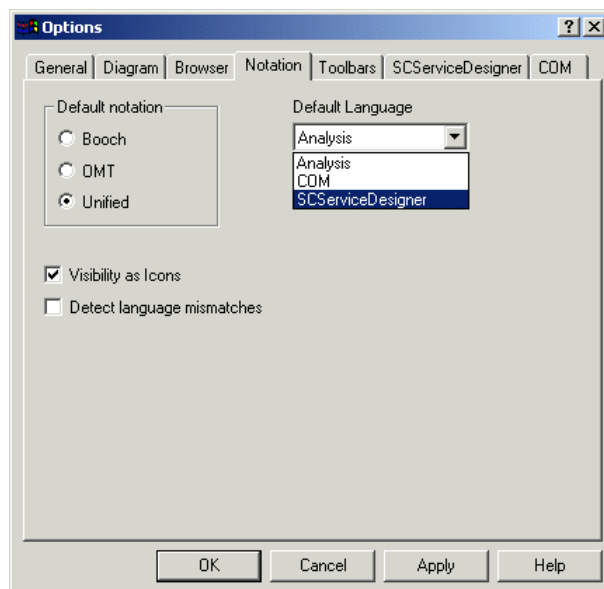 Options
General Diagram Browser Notation Toolbars SCServiceDesigner COM
Default notation
Booch
OMT
Unified
Default Language
Analysis
Analysis
COM
SCServiceDesigner
Visibility as Icons
Detect language mismatches
OK Cancel Apply Help